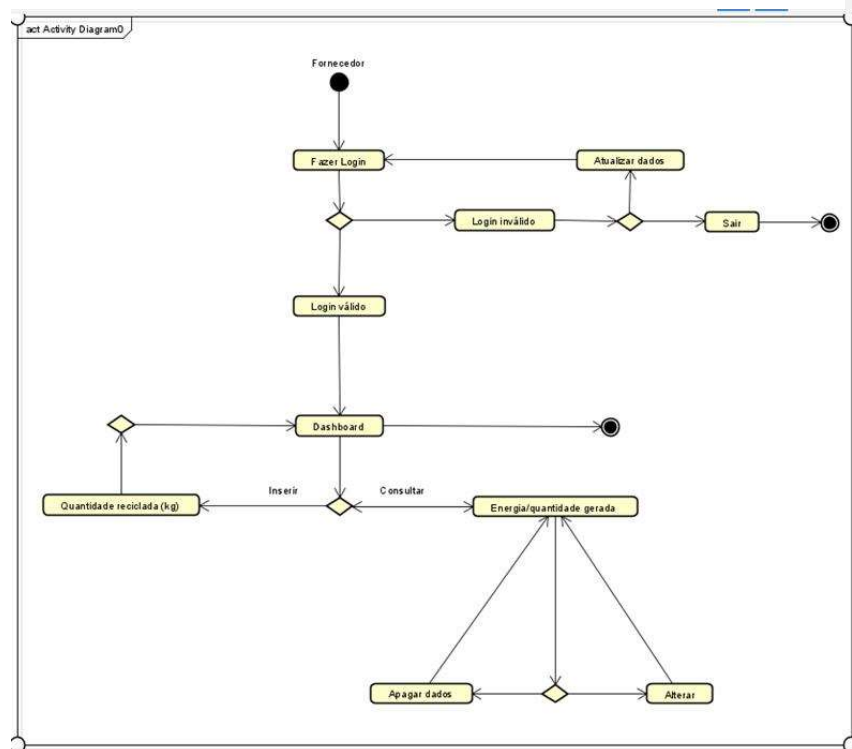 act Activity Diagram0
Fornecedor
Fazer Login
Atualizar dados
Login inválido
Sair
Login válido
Dashboard
Inserir
Consultar
Quantidade reciclada (kg)
Energia/quantidade gerada
Apagar dados
Alterar